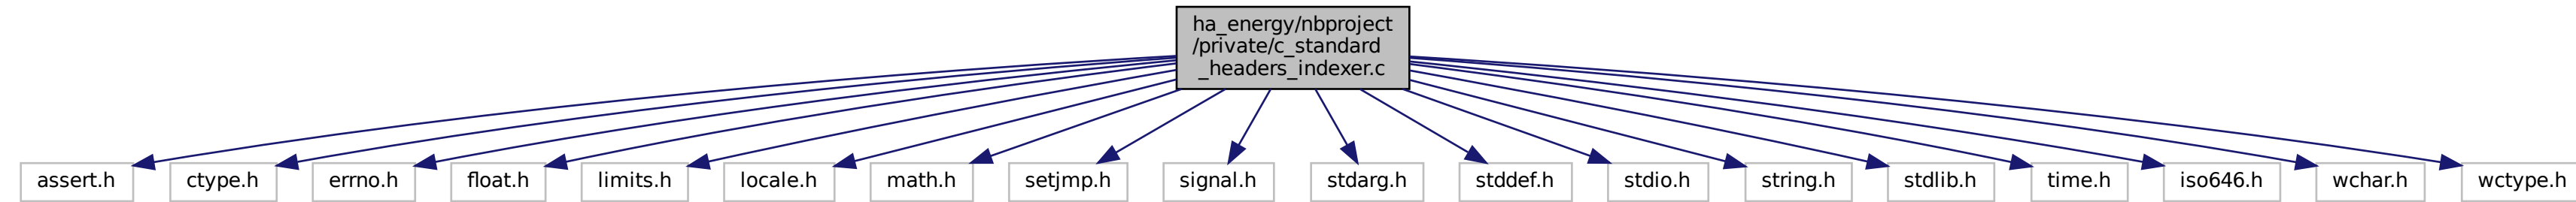 ha_energy/nbproject
/private/c_standard
_headers_indexer.c
assert.h
ctype.h
errno.h
float.h
limits.h
locale.h
math.h
setjmp.h
signal.h
stdarg.h
stddef.h
stdio.h
string.h
stdlib.h
time.h
iso646.h
wchar.h
wctype.h